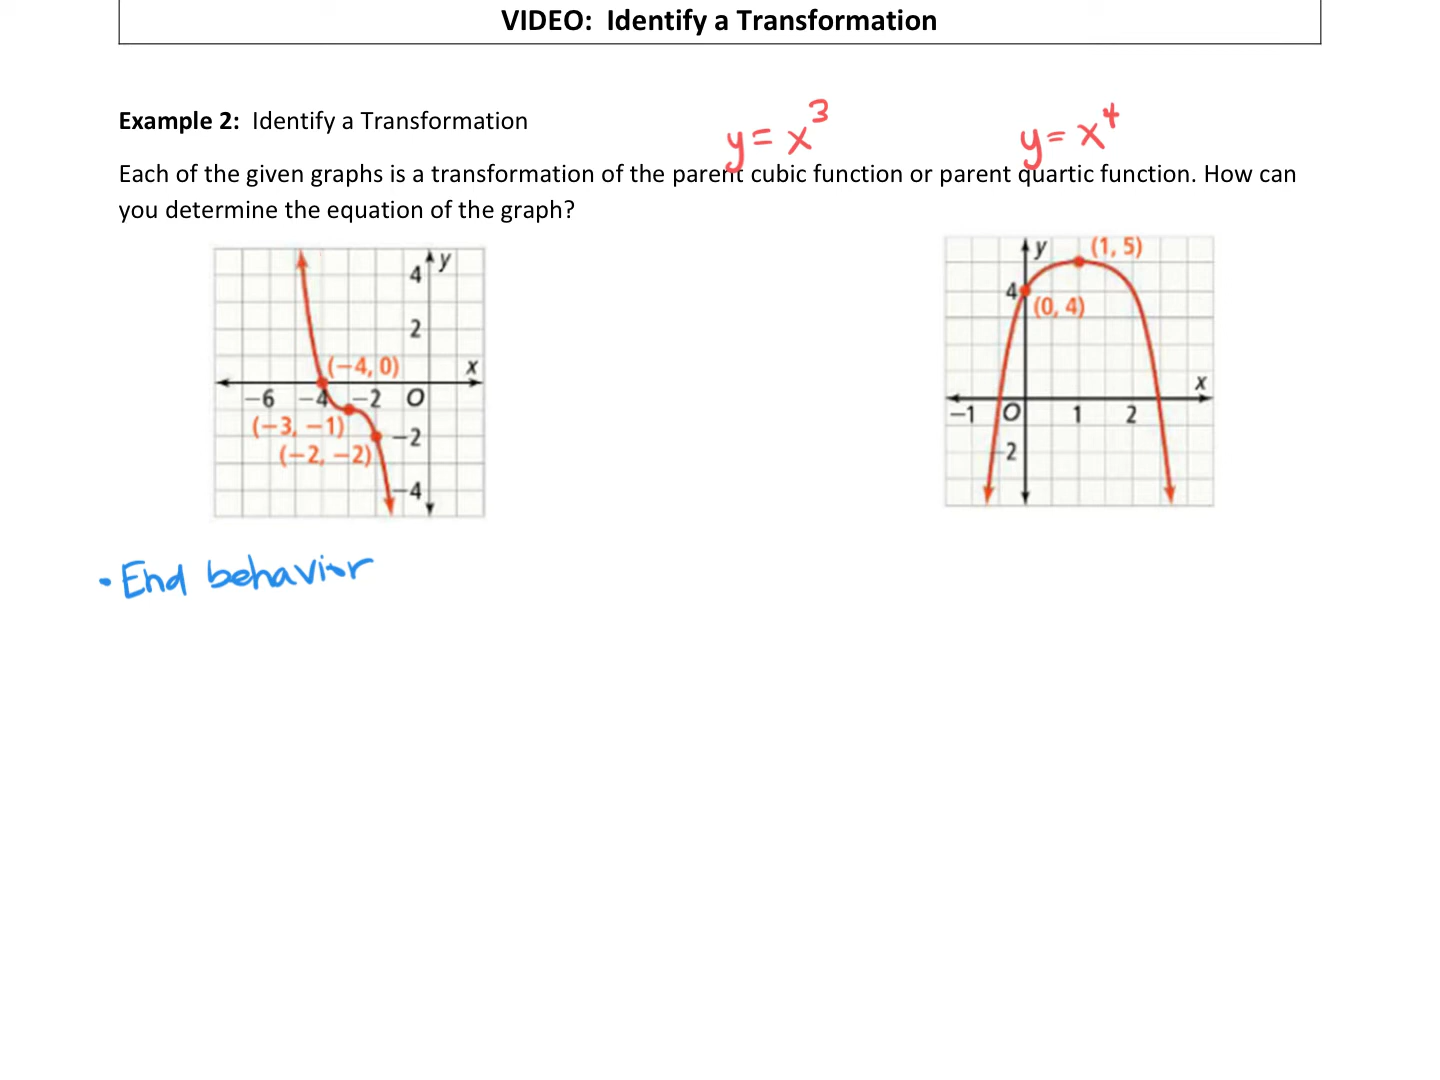 VIDEO: Identify a Transformation
Example 2: Identify a Transformation
y = x³
y = x⁴
Each of the given graphs is a transformation of the parent cubic function or parent quartic function. How can
you determine the equation of the graph?
y
4
2
(−4, 0)
x
−6 −4 −2 O
(−3, −1)
−2
(−2, −2)
−4
y
(1, 5)
4
(0, 4)
x
−1 O 1 2
−2
• End behavior